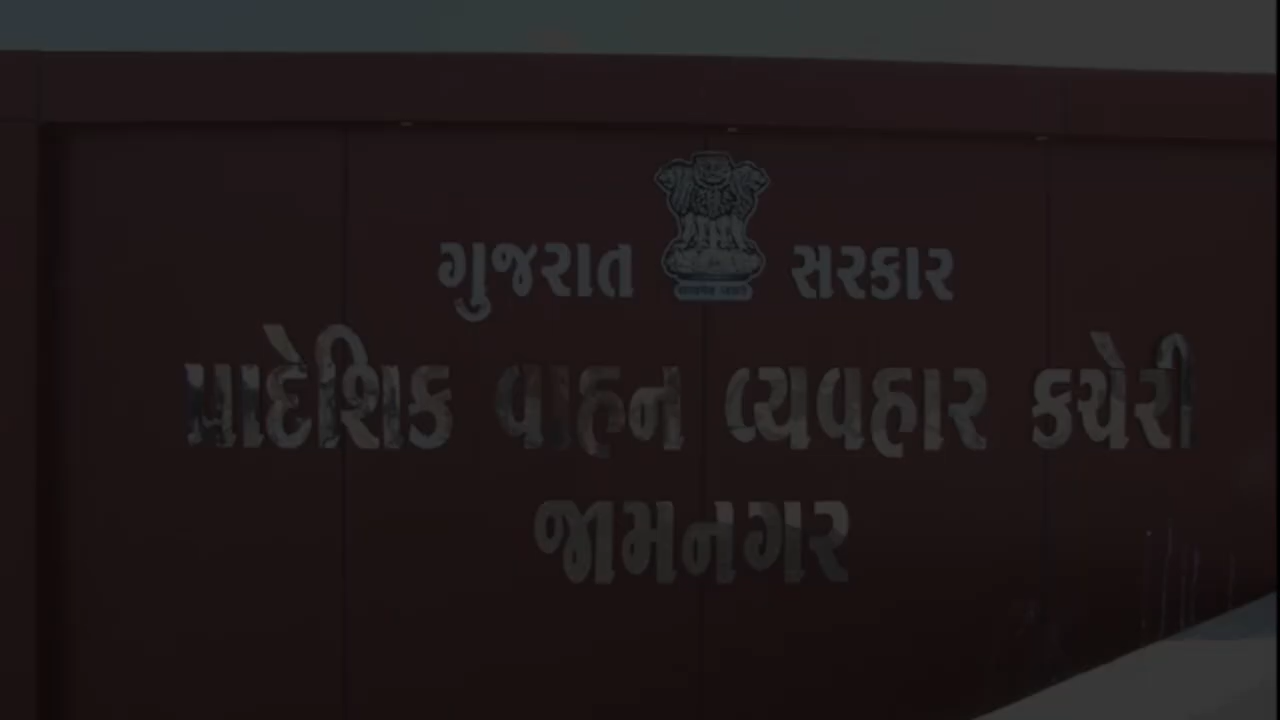 ગુજરાત સરકાર
પ્રાદેશિક વાહન વ્યવહાર કચેરી
જામનગર